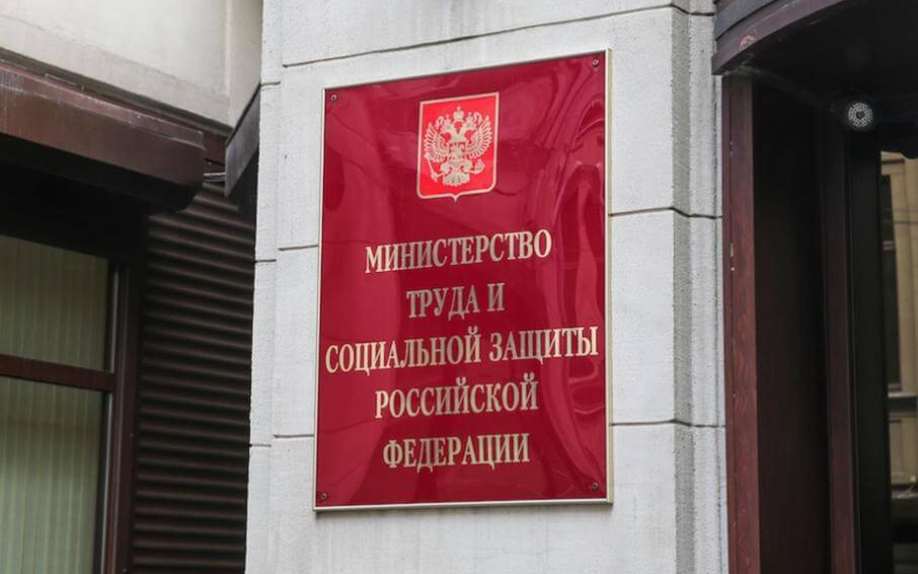 МИНИСТЕРСТВО
ТРУДА И
СОЦИАЛЬНОЙ ЗАЩИТЫ
РОССИЙСКОЙ
ФЕДЕРАЦИИ